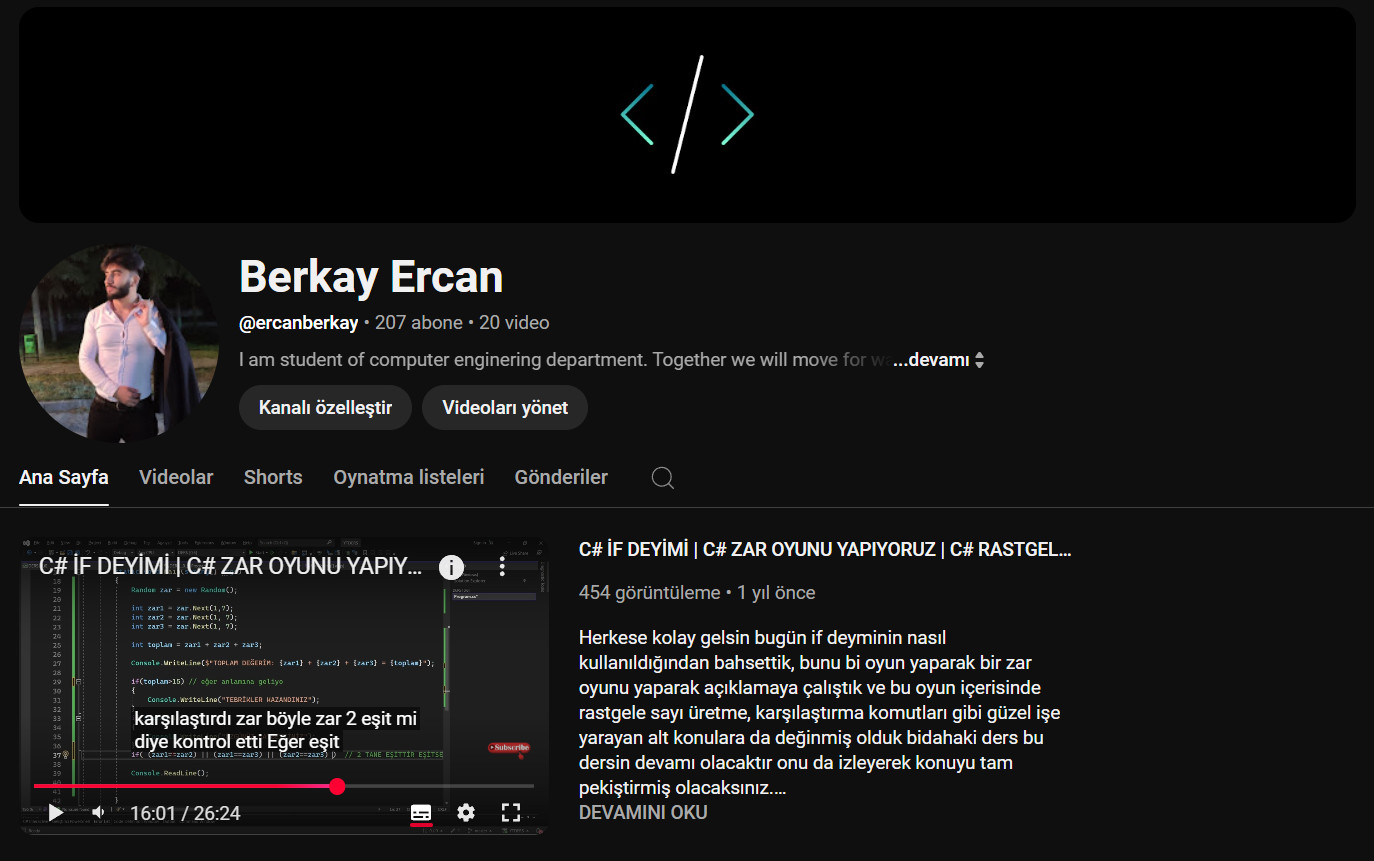 Berkay Ercan
@ercanberkay • 207 abone • 20 video
I am student of computer enginering department. Together we will move for wa ...devamı
Kanalı özelleştir
Videoları yönet
Ana Sayfa
Videolar
Shorts
Oynatma listeleri
Gönderiler
C# İF DEYİMİ | C# ZAR OYUNU YAPIY...
Random zar = new Random();
int zar1 = zar.Next(1,7);
int zar2 = zar.Next(1, 7);
int zar3 = zar.Next(1, 7);
int toplam = zar1 + zar2 + zar3;
Console.WriteLine($"TOPLAM DEĞERİM: {zar1} + {zar2} + {zar3} = {toplam}");
if(toplam>15) // eğer anlamına geliyo
{
Console.WriteLine("TEBRİKLER KAZANDINIZ");
karşılaştırdı zar böyle zar 2 eşit mi
diye kontrol etti Eğer eşit
if( (zar1==zar2) || (zar1==zar3) || (zar2==zar3) ) // 2 TANE EŞİTTİR EŞİTSE
Subscribe
Console.ReadLine();
}
16:01 / 26:24
C# İF DEYİMİ | C# ZAR OYUNU YAPIYORUZ | C# RASTGEL...
454 görüntüleme • 1 yıl önce
Herkese kolay gelsin bugün if deyminin nasıl
kullanıldığından bahsettik, bunu bi oyun yaparak bir zar
oyunu yaparak açıklamaya çalıştık ve bu oyun içerisinde
rastgele sayı üretme, karşılaştırma komutları gibi güzel işe
yarayan alt konulara da değinmiş olduk bidahaki ders bu
dersin devamı olacaktır onu da izleyerek konuyu tam
pekiştirmiş olacaksınız....
DEVAMINI OKU